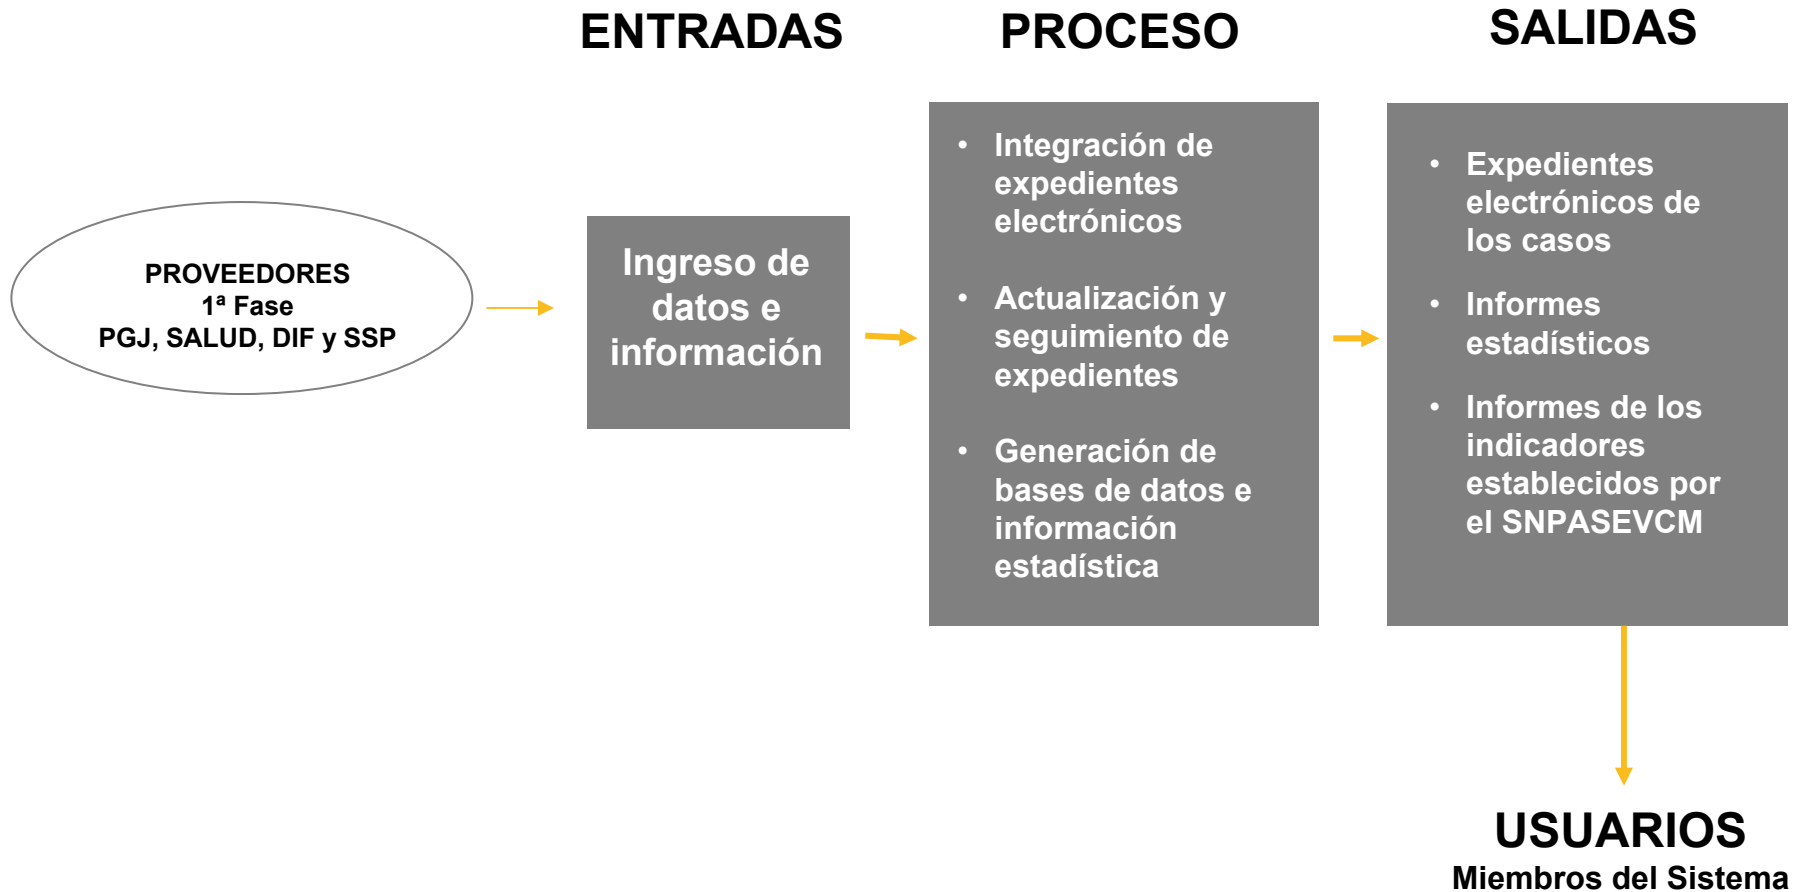 ENTRADAS
PROCESO
SALIDAS
PROVEEDORES
1ª Fase
PGJ, SALUD, DIF y SSP
Ingreso de
datos e
información
• Integración de
expedientes
electrónicos
• Actualización y
seguimiento de
expedientes
• Generación de
bases de datos e
información
estadística
• Expedientes
electrónicos de
los casos
• Informes
estadísticos
• Informes de los
indicadores
establecidos por
el SNPASEVCM
USUARIOS
Miembros del Sistema